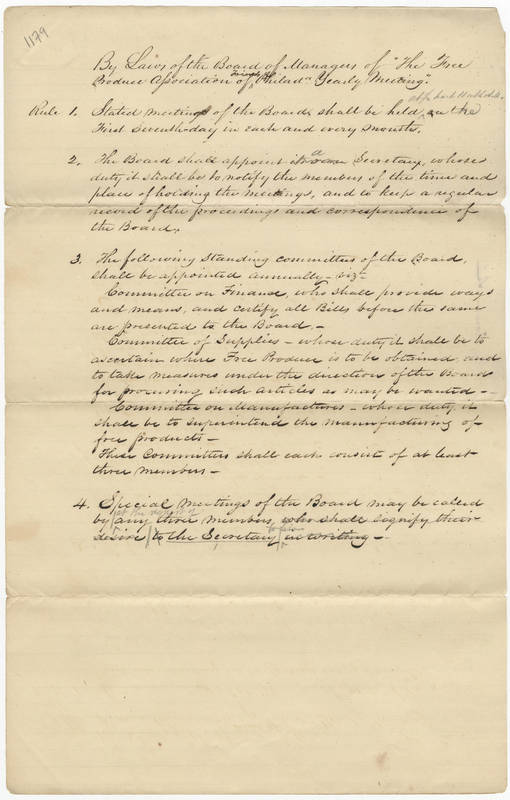 1179
By Laws of the Board of Managers of "The Free
Produce Association of Friends of Philada Yearly Meeting".
Rule 1. Stated meetings of the Board, shall be held, on the
First Seventh-day in each and every month.
2. The Board shall appoint a Secretary, whose
duty it shall be to notify the members of the time and
place of holding the meetings, and to keep a regular
record of the proceedings and correspondence of
the Board.
3. The following standing committees of the Board,
shall be appointed annually – viz –
Committee on Finance, who shall provide ways
and means, and certify all Bills before the same
are presented to the Board. –
Committee of Supplies – whose duty it shall be to
ascertain where Free Produce is to be obtained, and
to take measures under the direction of the Board
for procuring such articles as may be wanted –
Committee on Manufactures – whose duty it
shall be to superintend the manufacturing of
free products –
These Committees shall each consist of at least
three members –
4. Special meetings of the Board may be called
at the request of
by any three members, who shall signify their
desire to the Secretary in writing –